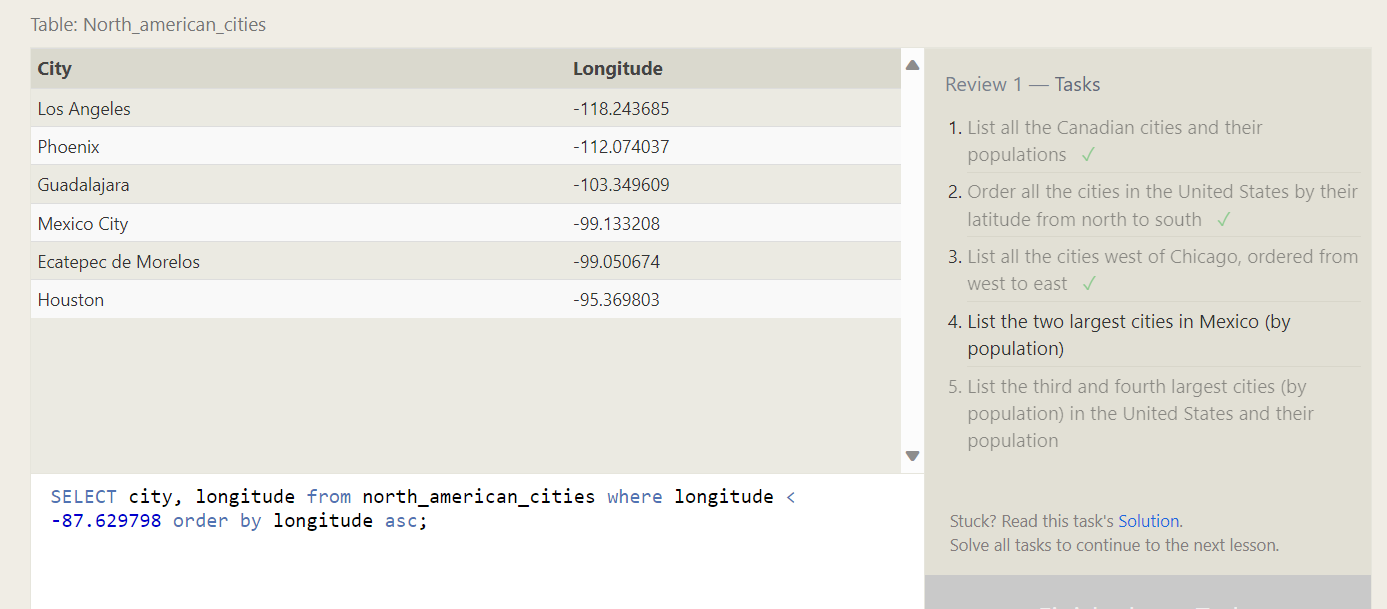 Table: North_american_cities
City Longitude
Los Angeles -118.243685
Phoenix -112.074037
Guadalajara -103.349609
Mexico City -99.133208
Ecatepec de Morelos -99.050674
Houston -95.369803
SELECT city, longitude from north_american_cities where longitude <
-87.629798 order by longitude asc;
Review 1 — Tasks
1. List all the Canadian cities and their
populations ✓
2. Order all the cities in the United States by their
latitude from north to south ✓
3. List all the cities west of Chicago, ordered from
west to east ✓
4. List the two largest cities in Mexico (by
population)
5. List the third and fourth largest cities (by
population) in the United States and their
population
Stuck? Read this task's Solution.
Solve all tasks to continue to the next lesson.